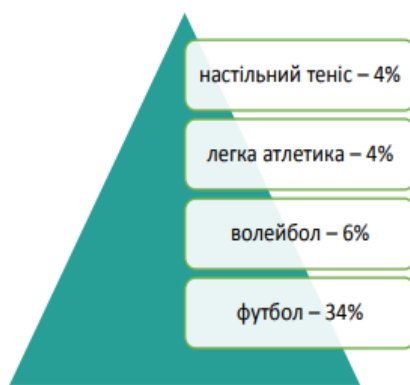 настільний теніс – 4%
легка атлетика – 4%
волейбол – 6%
футбол – 34%